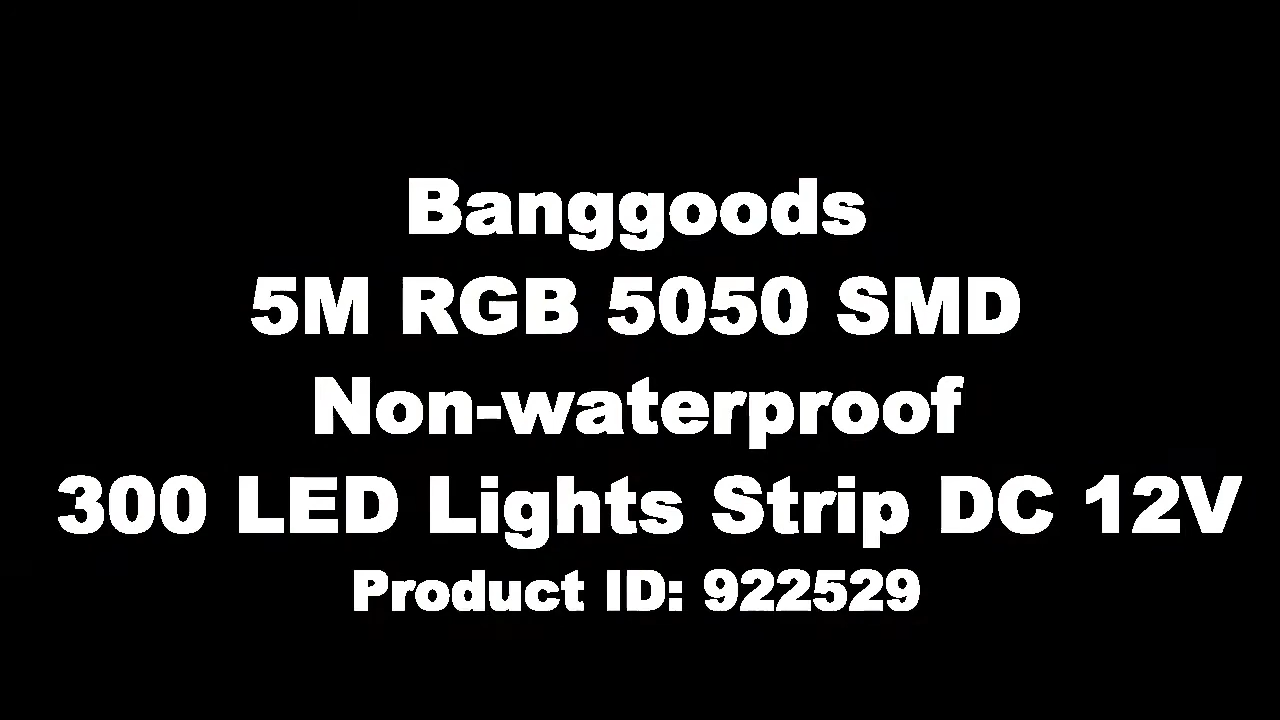 Banggoods
5M RGB 5050 SMD
Non-waterproof
300 LED Lights Strip DC 12V
Product ID: 922529